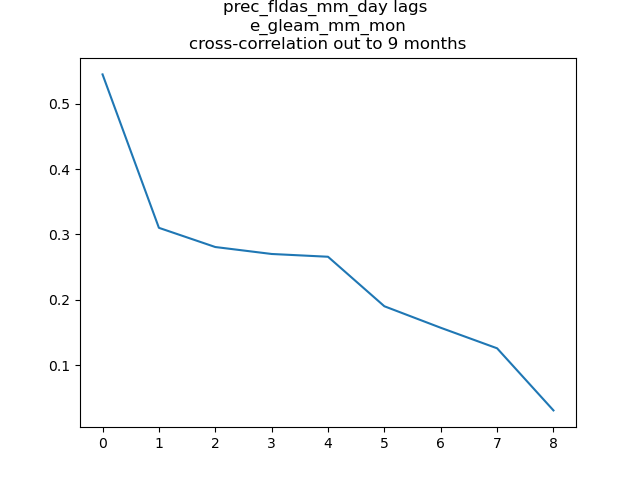 prec_fldas_mm_day lags
e_gleam_mm_mon
cross-correlation out to 9 months
0.5
0.4
0.3
0.2
0.1
0 1 2 3 4 5 6 7 8